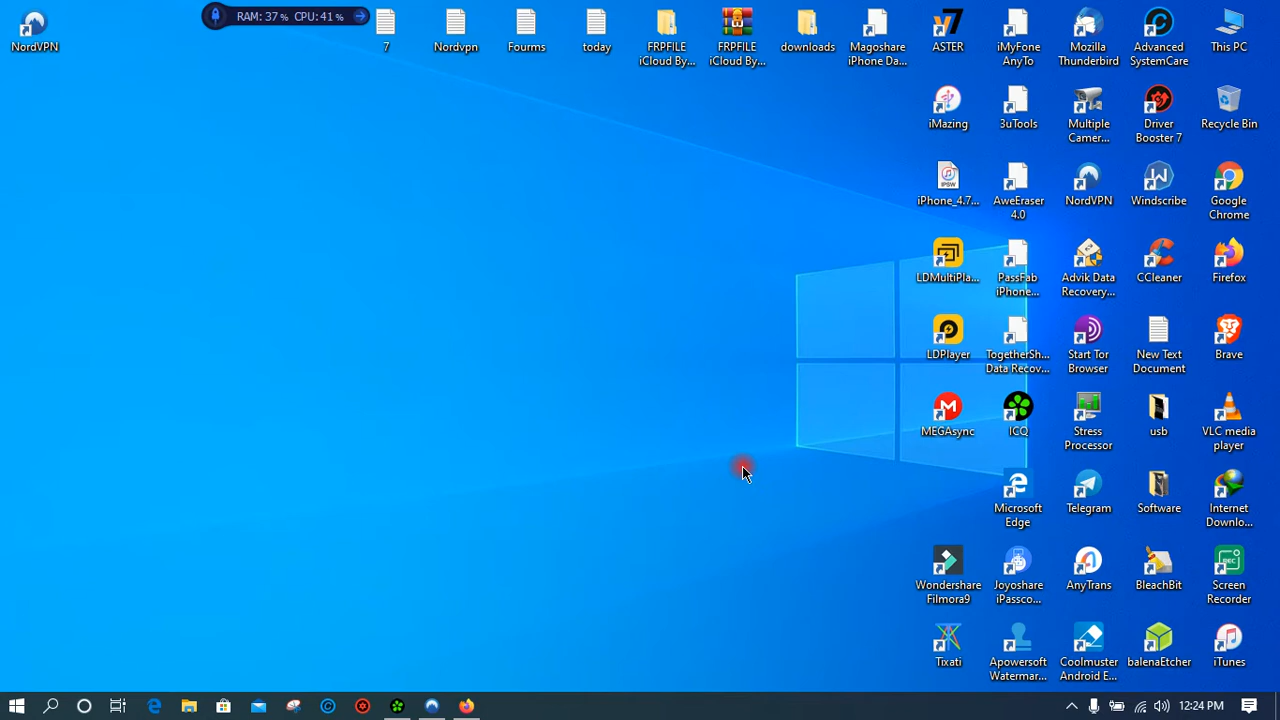 NordVPN
RAM: 37 % CPU: 41 %
7
Nordvpn
Fourms
today
FRPFILE
iCloud By...
FRPFILE
iCloud By...
downloads
Magoshare
iPhone Da...
ASTER
iMyFone
AnyTo
Mozilla
Thunderbird
Advanced
SystemCare
This PC
iMazing
3uTools
Multiple
Camer...
Driver
Booster 7
Recycle Bin
IPSW
iPhone_4.7...
AweEraser
4.0
NordVPN
Windscribe
Google
Chrome
LDMultiPla...
PassFab
iPhone...
Advik Data
Recovery...
CCleaner
Firefox
LDPlayer
TogetherSh...
Data Recov...
Start Tor
Browser
New Text
Document
Brave
MEGAsync
ICQ
Stress
Processor
usb
VLC media
player
Microsoft
Edge
Telegram
Software
Internet
Downlo...
Wondershare
Filmora9
Joyoshare
iPassco...
AnyTrans
BleachBit
REC
Screen
Recorder
Tixati
Apowersoft
Watermar...
Coolmuster
Android E...
balenaEtcher
iTunes
12:24 PM